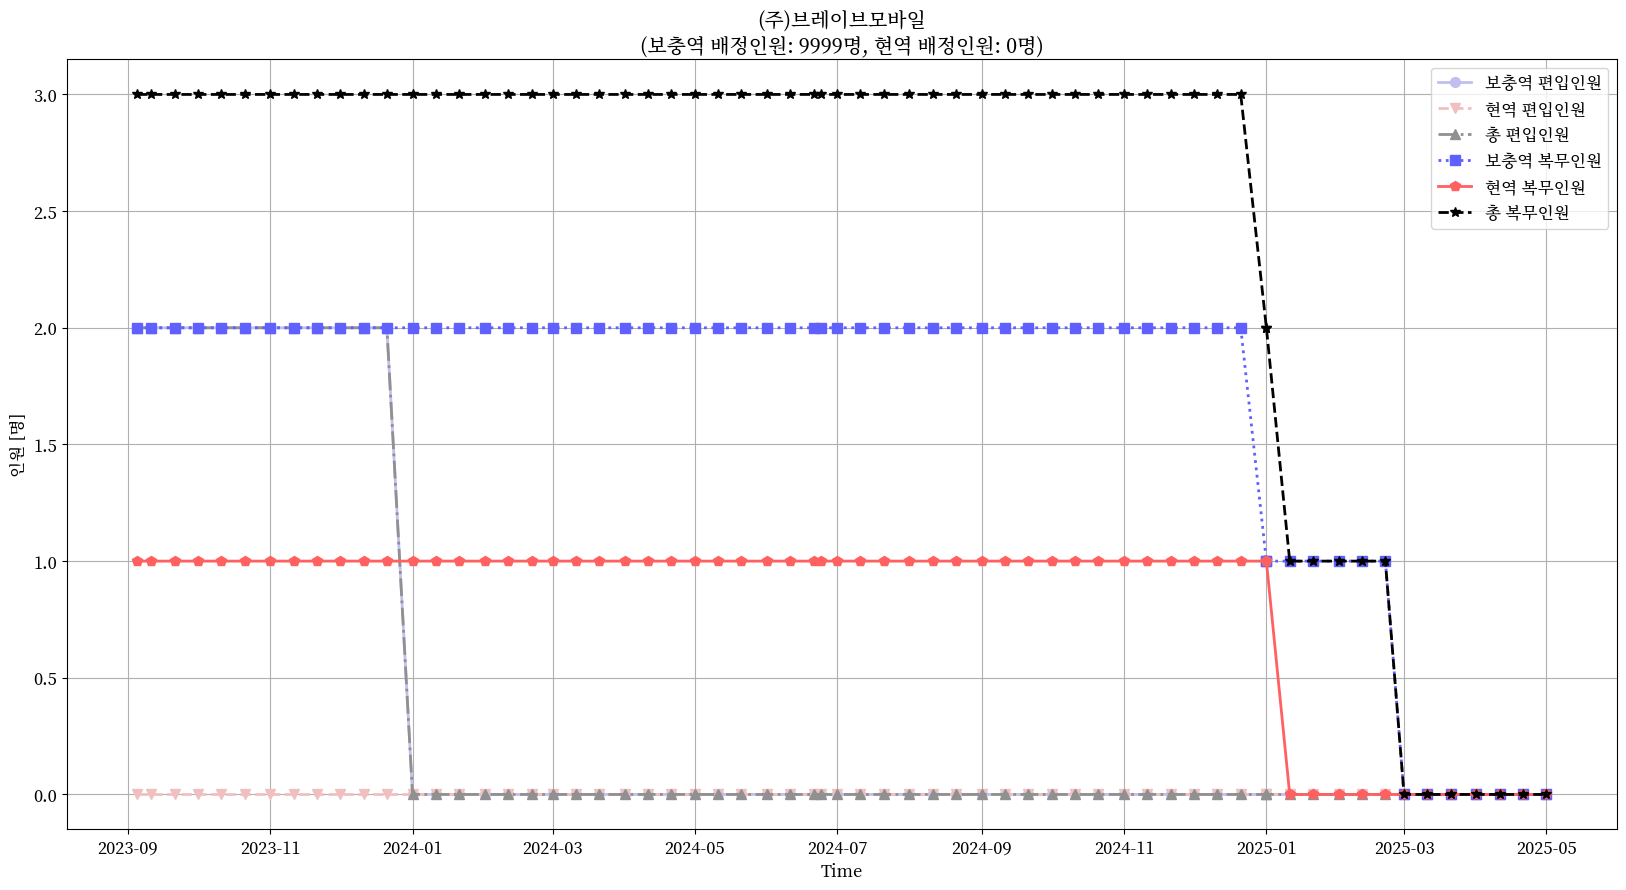 (주)브레이브모바일
(보충역 배정인원: 9999명, 현역 배정인원: 0명)
보충역 편입인원
현역 편입인원
총 편입인원
보충역 복무인원
현역 복무인원
총 복무인원
3.0
2.5
2.0
1.5
1.0
0.5
0.0
인원 [명]
2023-09 2023-11 2024-01 2024-03 2024-05 2024-07 2024-09 2024-11 2025-01 2025-03 2025-05
Time